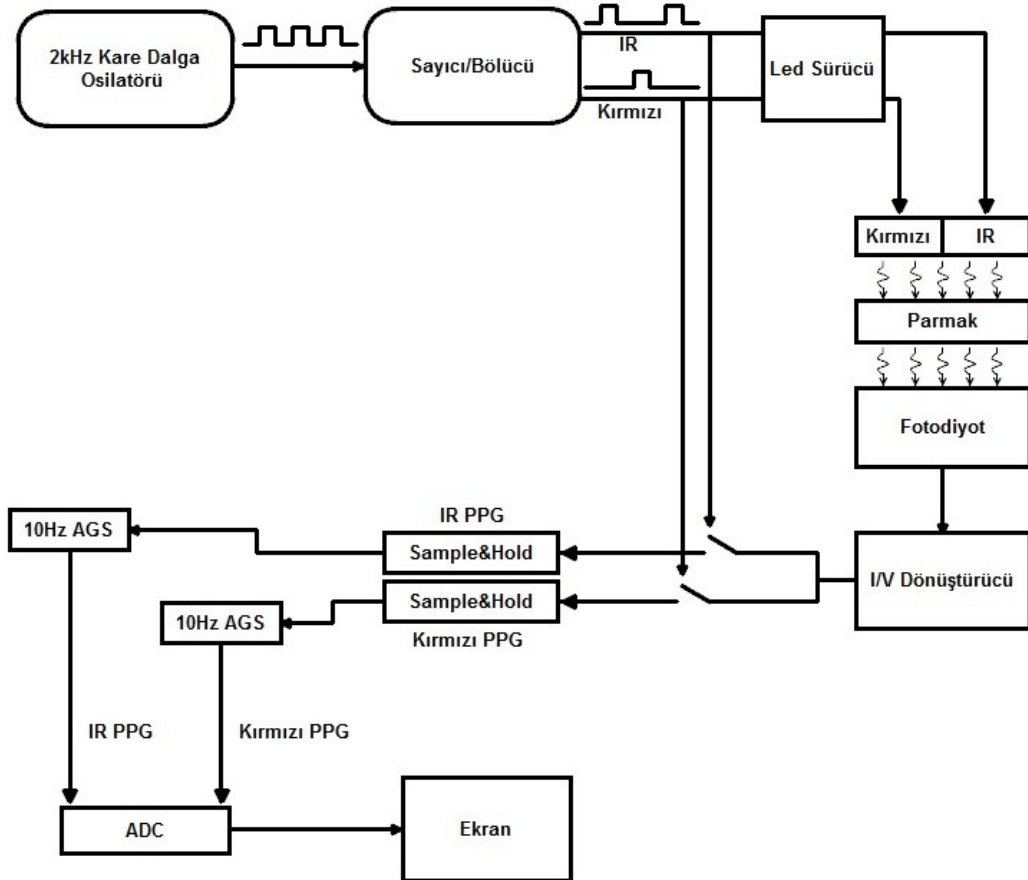 2kHz Kare Dalga
Osilatörü
Sayıcı/Bölücü
IR
Kırmızı
Led Sürücü
Kırmızı
IR
Parmak
Fotodiyot
I/V Dönüştürücü
IR PPG
Sample&Hold
Sample&Hold
Kırmızı PPG
10Hz AGS
10Hz AGS
IR PPG
Kırmızı PPG
ADC
Ekran